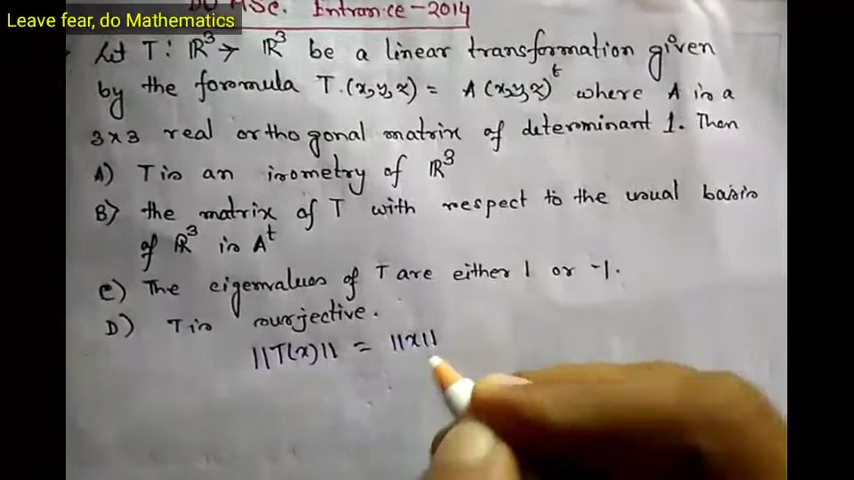 Leave fear, do Mathematics
DU MSc. Entrance - 2014
Let T: ℝ³ → ℝ³ be a linear transformation given
by the formula T.(x,y,z) = A(x,y,z)ᵗ where A is a
3x3 real orthogonal matrix of determinant 1. Then
A) T is an isometry of ℝ³
B) the matrix of T with respect to the usual basis
of ℝ³ is Aᵗ
C) The eigenvalues of T are either 1 or -1.
D) T is surjective.
||T(x)|| = ||x||